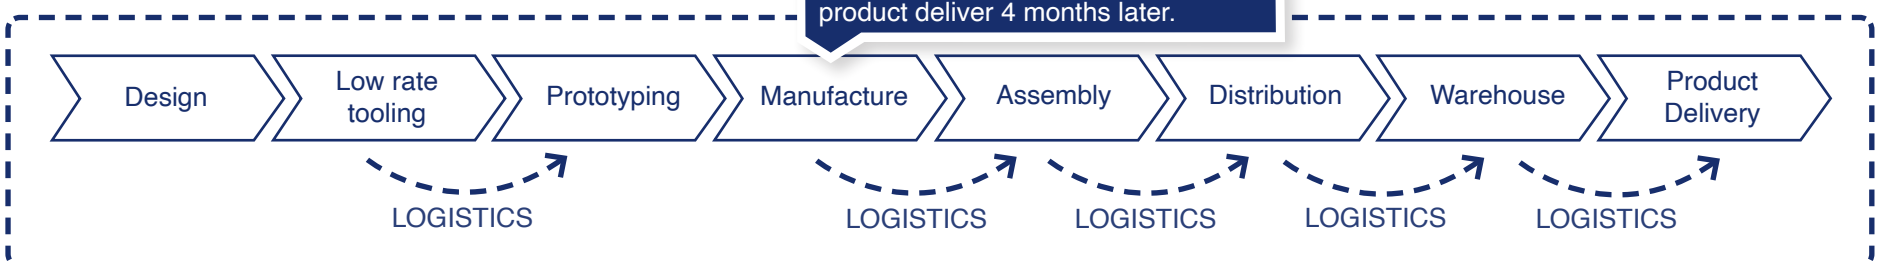 product deliver 4 months later.
Design
Low rate
tooling
Prototyping
Manufacture
Assembly
Distribution
Warehouse
Product
Delivery
LOGISTICS
LOGISTICS
LOGISTICS
LOGISTICS
LOGISTICS